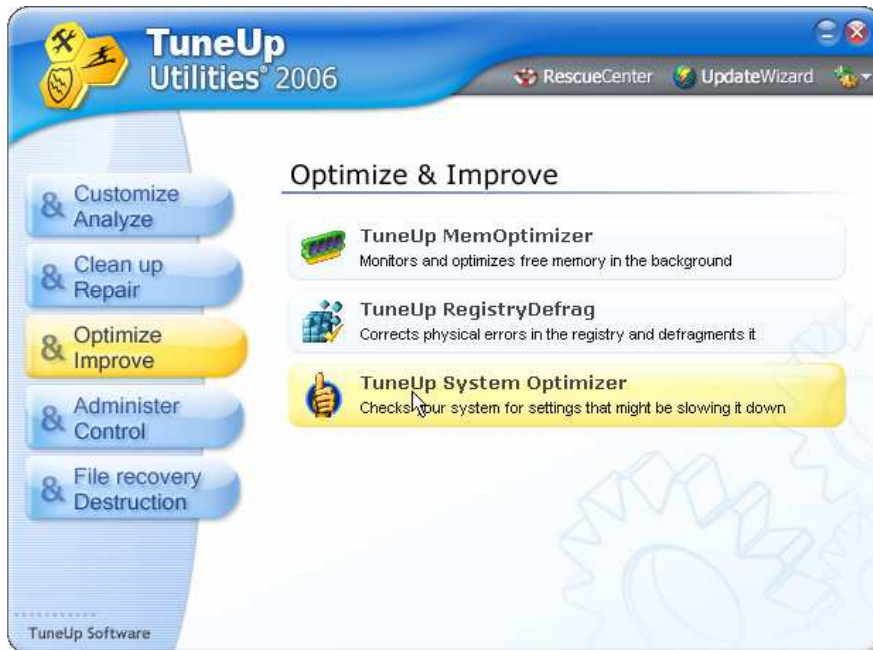 TuneUp
Utilities® 2006
RescueCenter
UpdateWizard
Optimize & Improve
& Customize
Analyze
& Clean up
Repair
& Optimize
Improve
& Administer
Control
& File recovery
Destruction
TuneUp MemOptimizer
Monitors and optimizes free memory in the background
TuneUp RegistryDefrag
Corrects physical errors in the registry and defragments it
TuneUp System Optimizer
Checks your system for settings that might be slowing it down
TuneUp Software